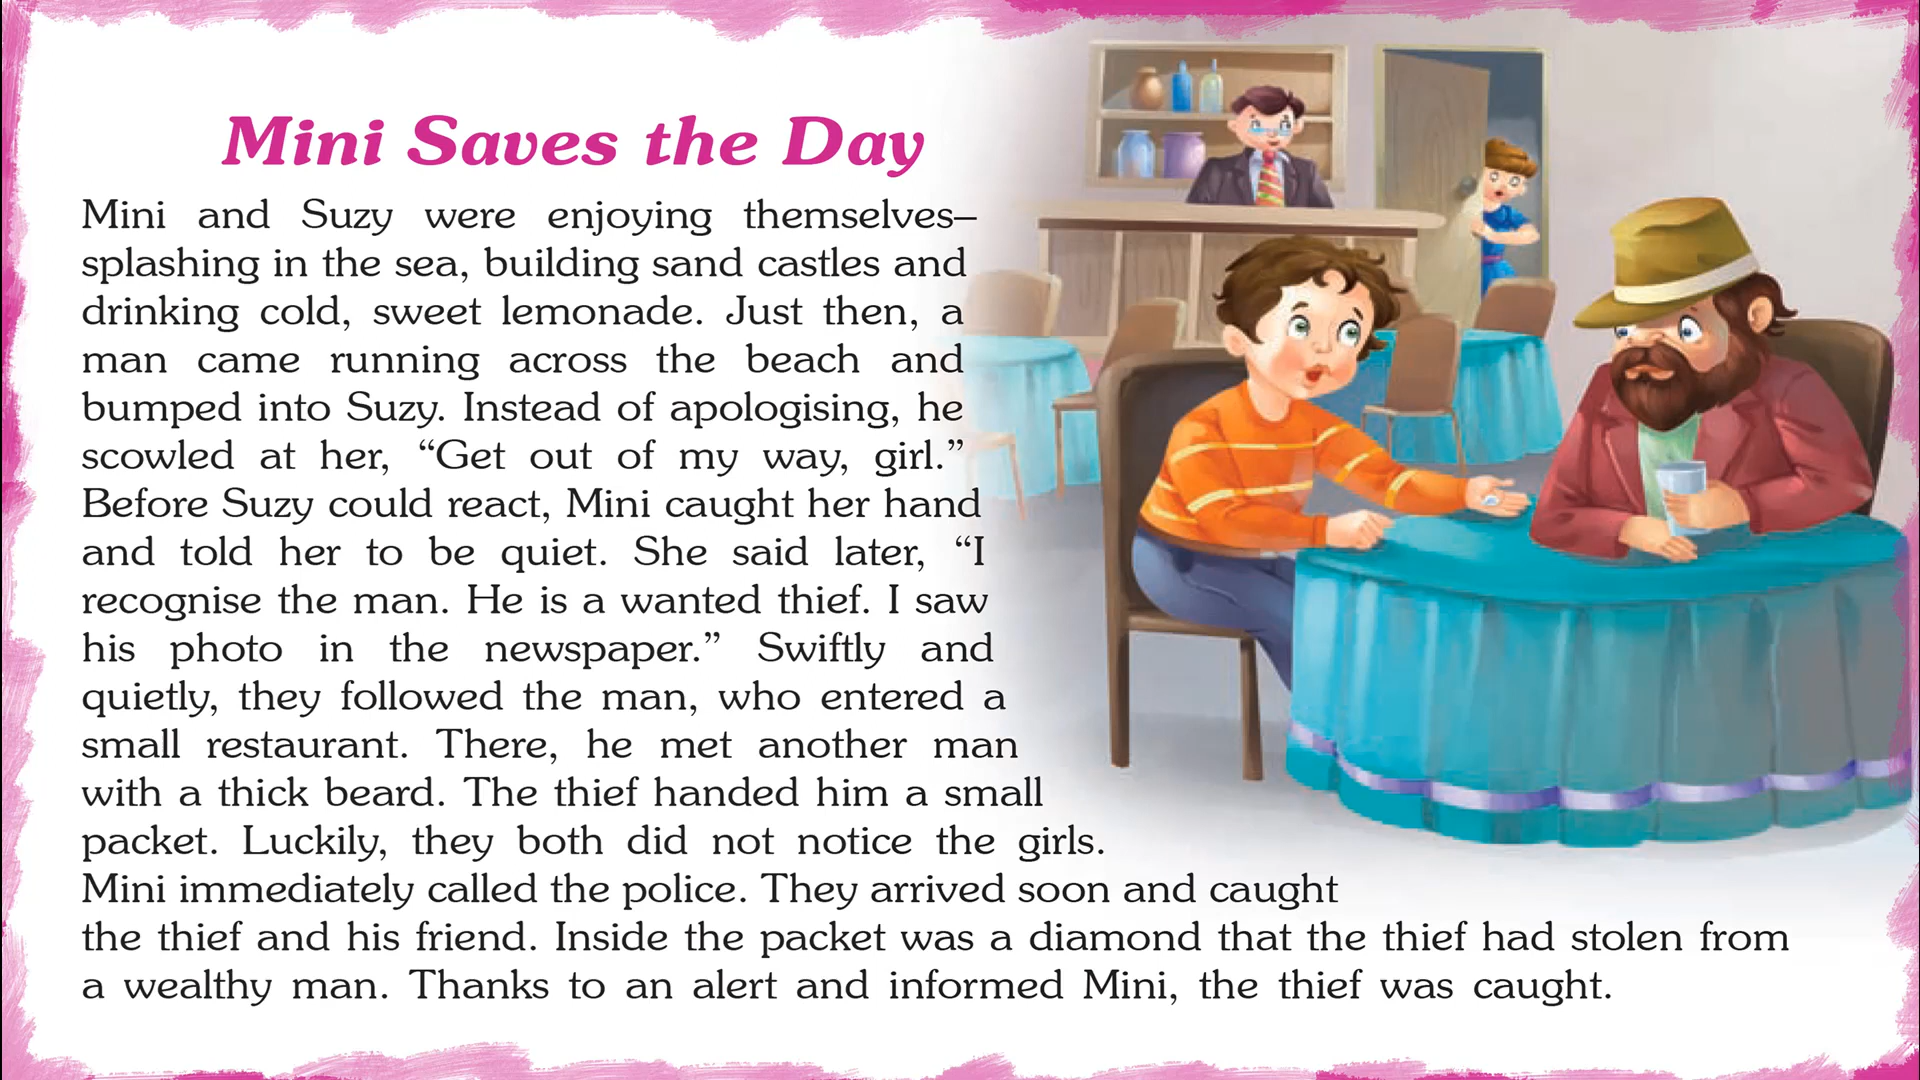 Mini Saves the Day
Mini and Suzy were enjoying themselves–
splashing in the sea, building sand castles and
drinking cold, sweet lemonade. Just then, a
man came running across the beach and
bumped into Suzy. Instead of apologising, he
scowled at her, “Get out of my way, girl.”
Before Suzy could react, Mini caught her hand
and told her to be quiet. She said later, “I
recognise the man. He is a wanted thief. I saw
his photo in the newspaper.” Swiftly and
quietly, they followed the man, who entered a
small restaurant. There, he met another man
with a thick beard. The thief handed him a small
packet. Luckily, they both did not notice the girls.
Mini immediately called the police. They arrived soon and caught
the thief and his friend. Inside the packet was a diamond that the thief had stolen from
a wealthy man. Thanks to an alert and informed Mini, the thief was caught.